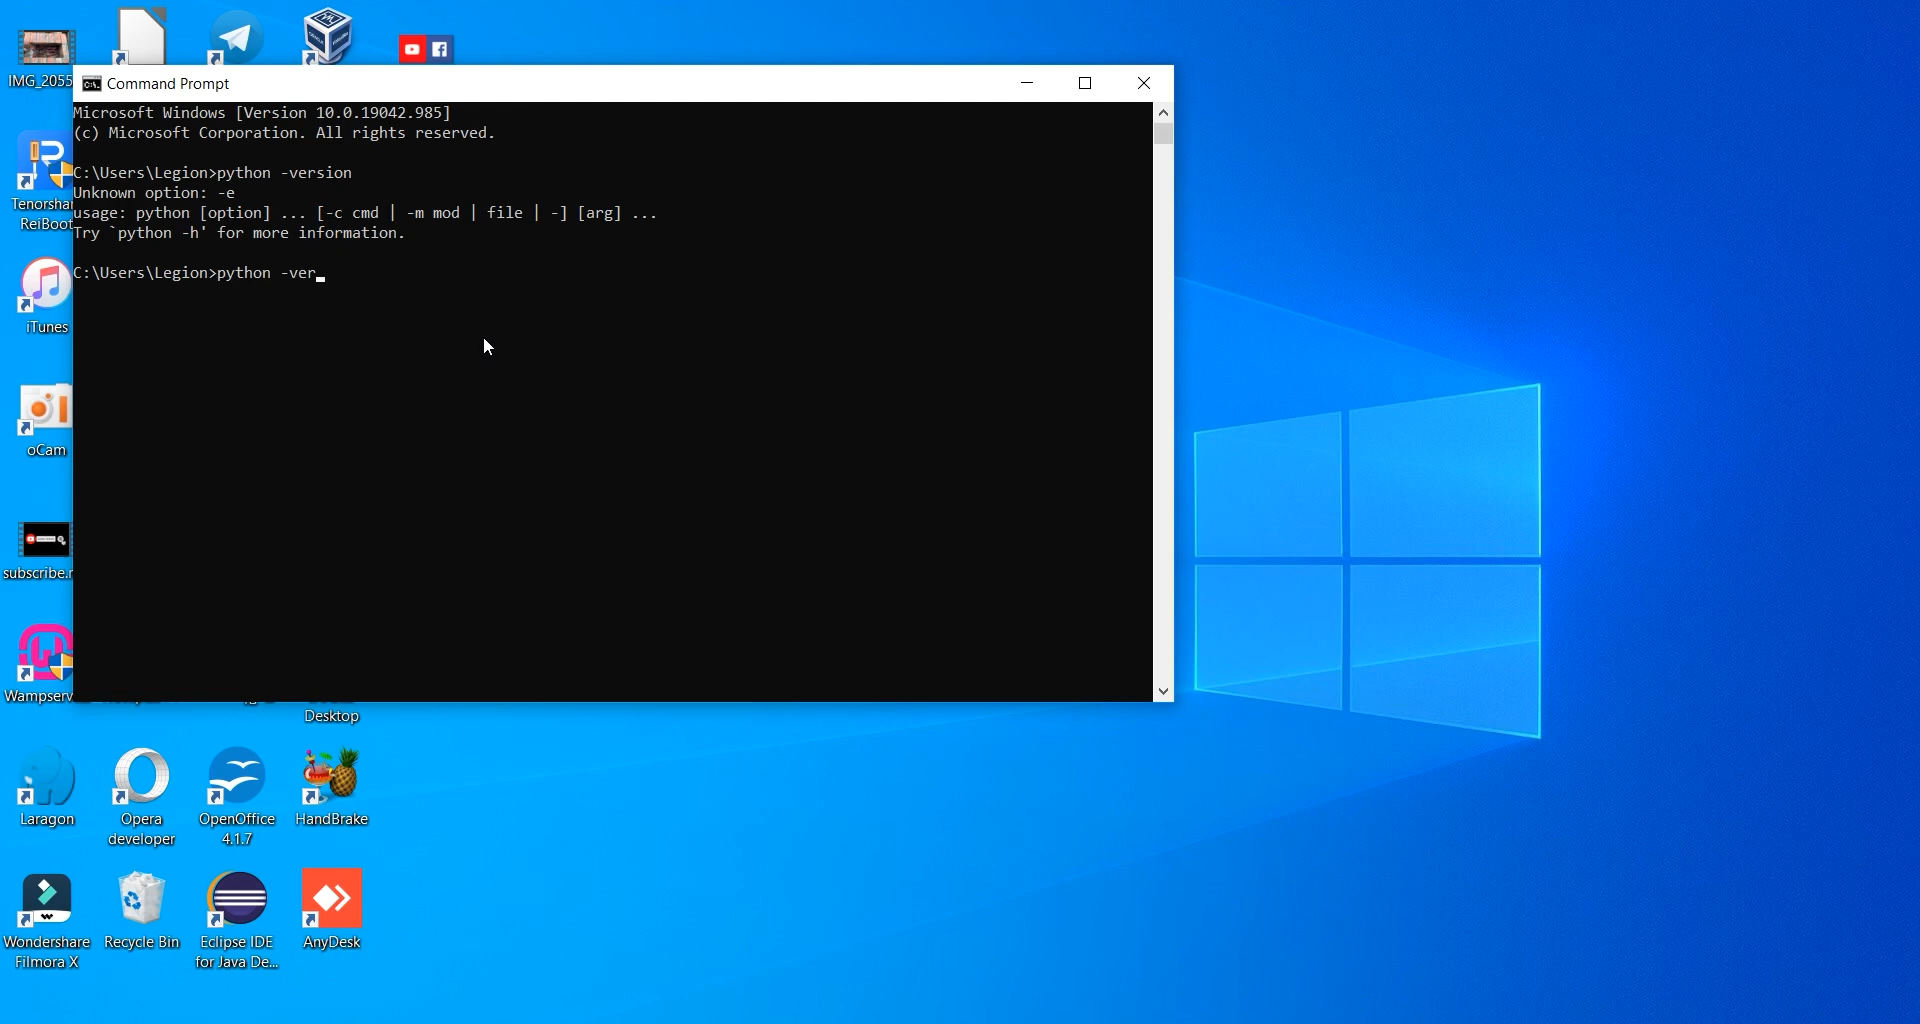 IMG_2055
Command Prompt
Microsoft Windows [Version 10.0.19042.985]
(c) Microsoft Corporation. All rights reserved.
C:\Users\Legion>python -version
Unknown option: -e
usage: python [option] ... [-c cmd | -m mod | file | -] [arg] ...
Try `python -h' for more information.
C:\Users\Legion>python -ver
Tenorshar
ReiBoot
iTunes
oCam
subscribe.
Wampserv
Desktop
Laragon
Opera
developer
OpenOffice
4.1.7
HandBrake
Wondershare
Filmora X
Recycle Bin
Eclipse IDE
for Java De...
AnyDesk